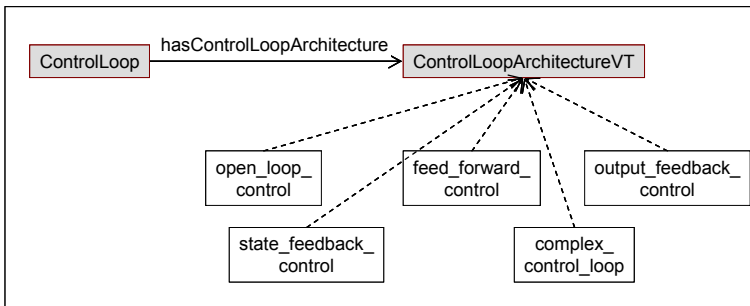 hasControlLoopArchitecture
ControlLoop
ControlLoopArchitectureVT
open_loop_
control
feed_forward_
control
output_feedback_
control
state_feedback_
control
complex_
control_loop